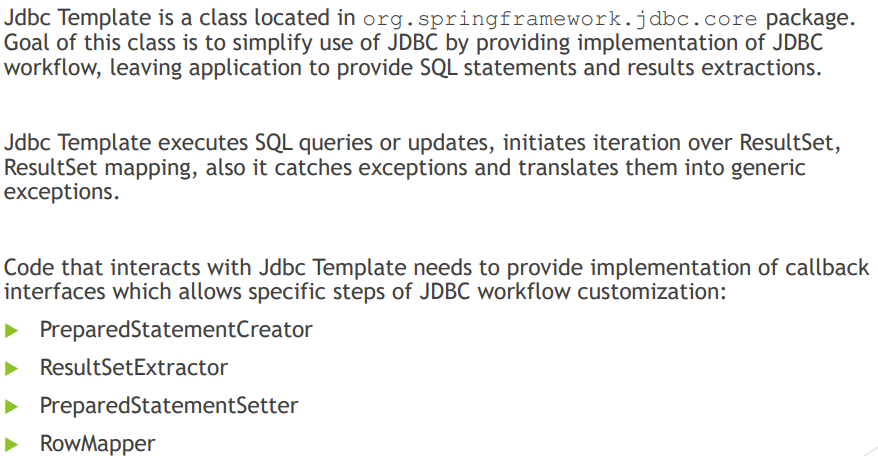 Jdbc Template is a class located in org.springframework.jdbc.core package.
Goal of this class is to simplify use of JDBC by providing implementation of JDBC
workflow, leaving application to provide SQL statements and results extractions.
Jdbc Template executes SQL queries or updates, initiates iteration over ResultSet,
ResultSet mapping, also it catches exceptions and translates them into generic
exceptions.
Code that interacts with Jdbc Template needs to provide implementation of callback
interfaces which allows specific steps of JDBC workflow customization:
PreparedStatementCreator
ResultSetExtractor
PreparedStatementSetter
RowMapper